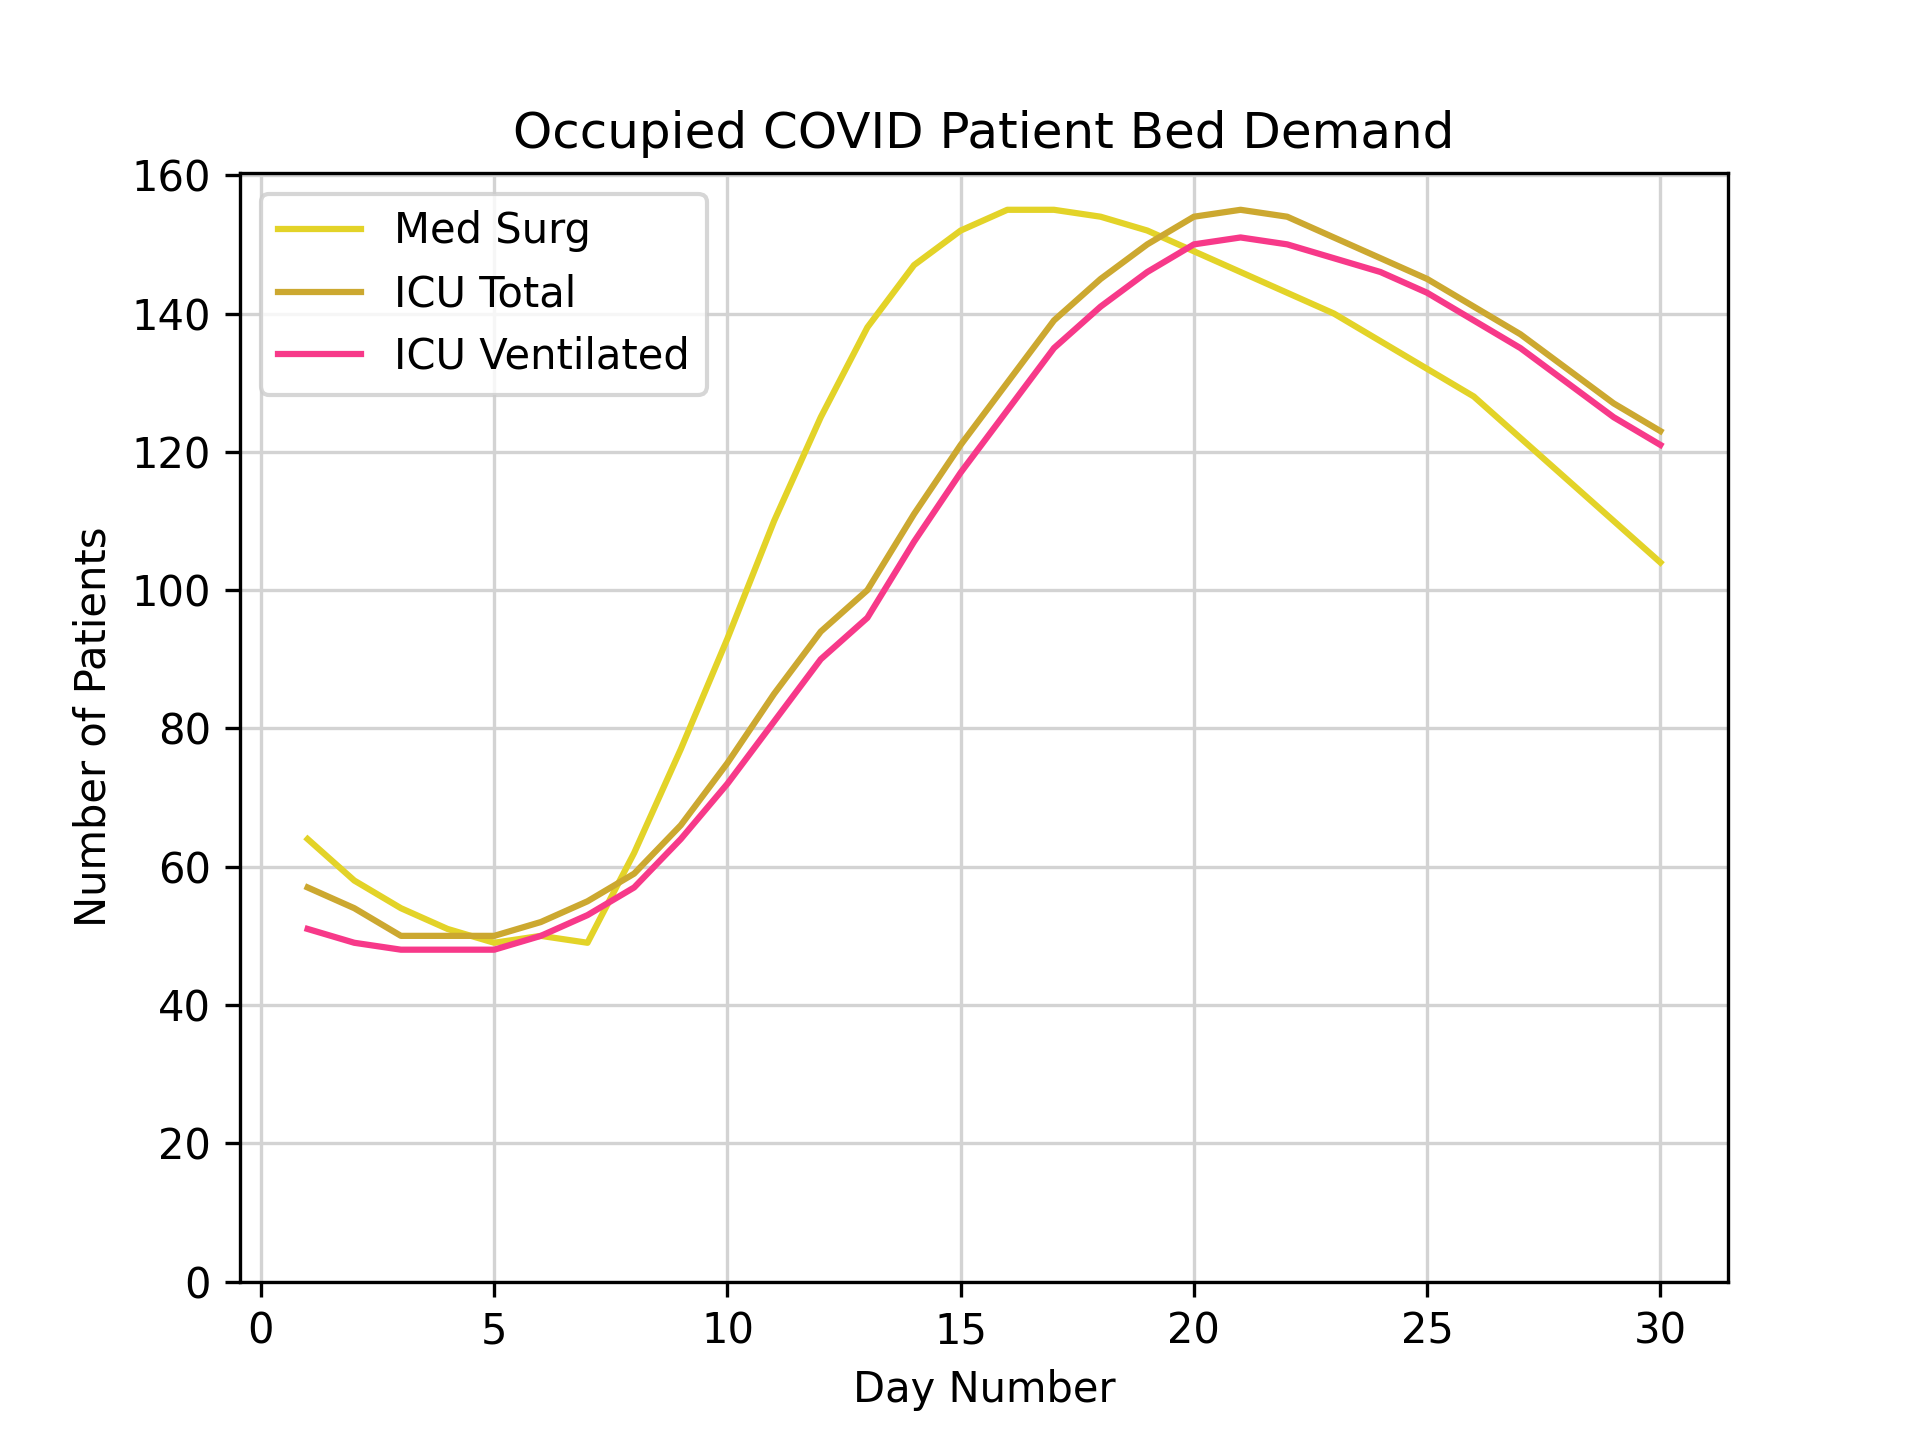 Occupied COVID Patient Bed Demand
160
140
120
100
80
60
40
20
0
Number of Patients
Med Surg
ICU Total
ICU Ventilated
0 5 10 15 20 25 30
Day Number